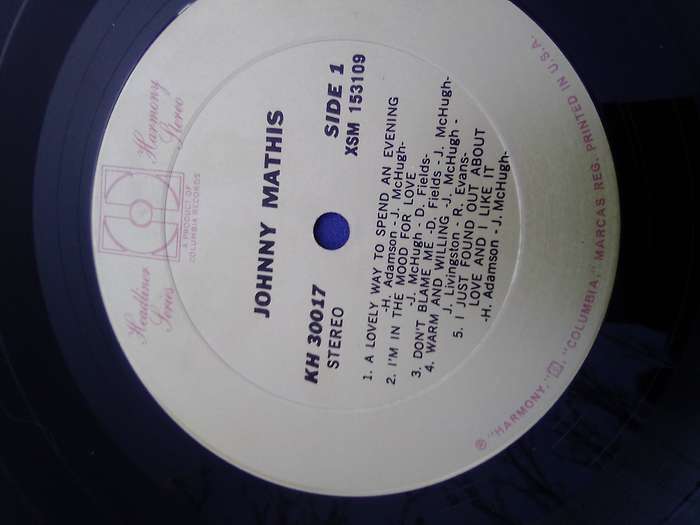 Headliner Series
Harmony Stereo
A PRODUCT OF
COLUMBIA RECORDS
JOHNNY MATHIS
KH 30017
STEREO
SIDE 1
XSM 153109
1. A LOVELY WAY TO SPEND AN EVENING
-H. Adamson - J. McHugh-
2. I'M IN THE MOOD FOR LOVE
-J. McHugh - D. Fields-
3. DON'T BLAME ME -D. Fields - J. McHugh-
4. WARM AND WILLING -J. McHugh -
J. Livingston - R. Evans-
5. I JUST FOUND OUT ABOUT
LOVE AND I LIKE IT
-H. Adamson - J. McHugh-
℗ "HARMONY," "COLUMBIA," MARCAS REG. PRINTED IN U.S.A.